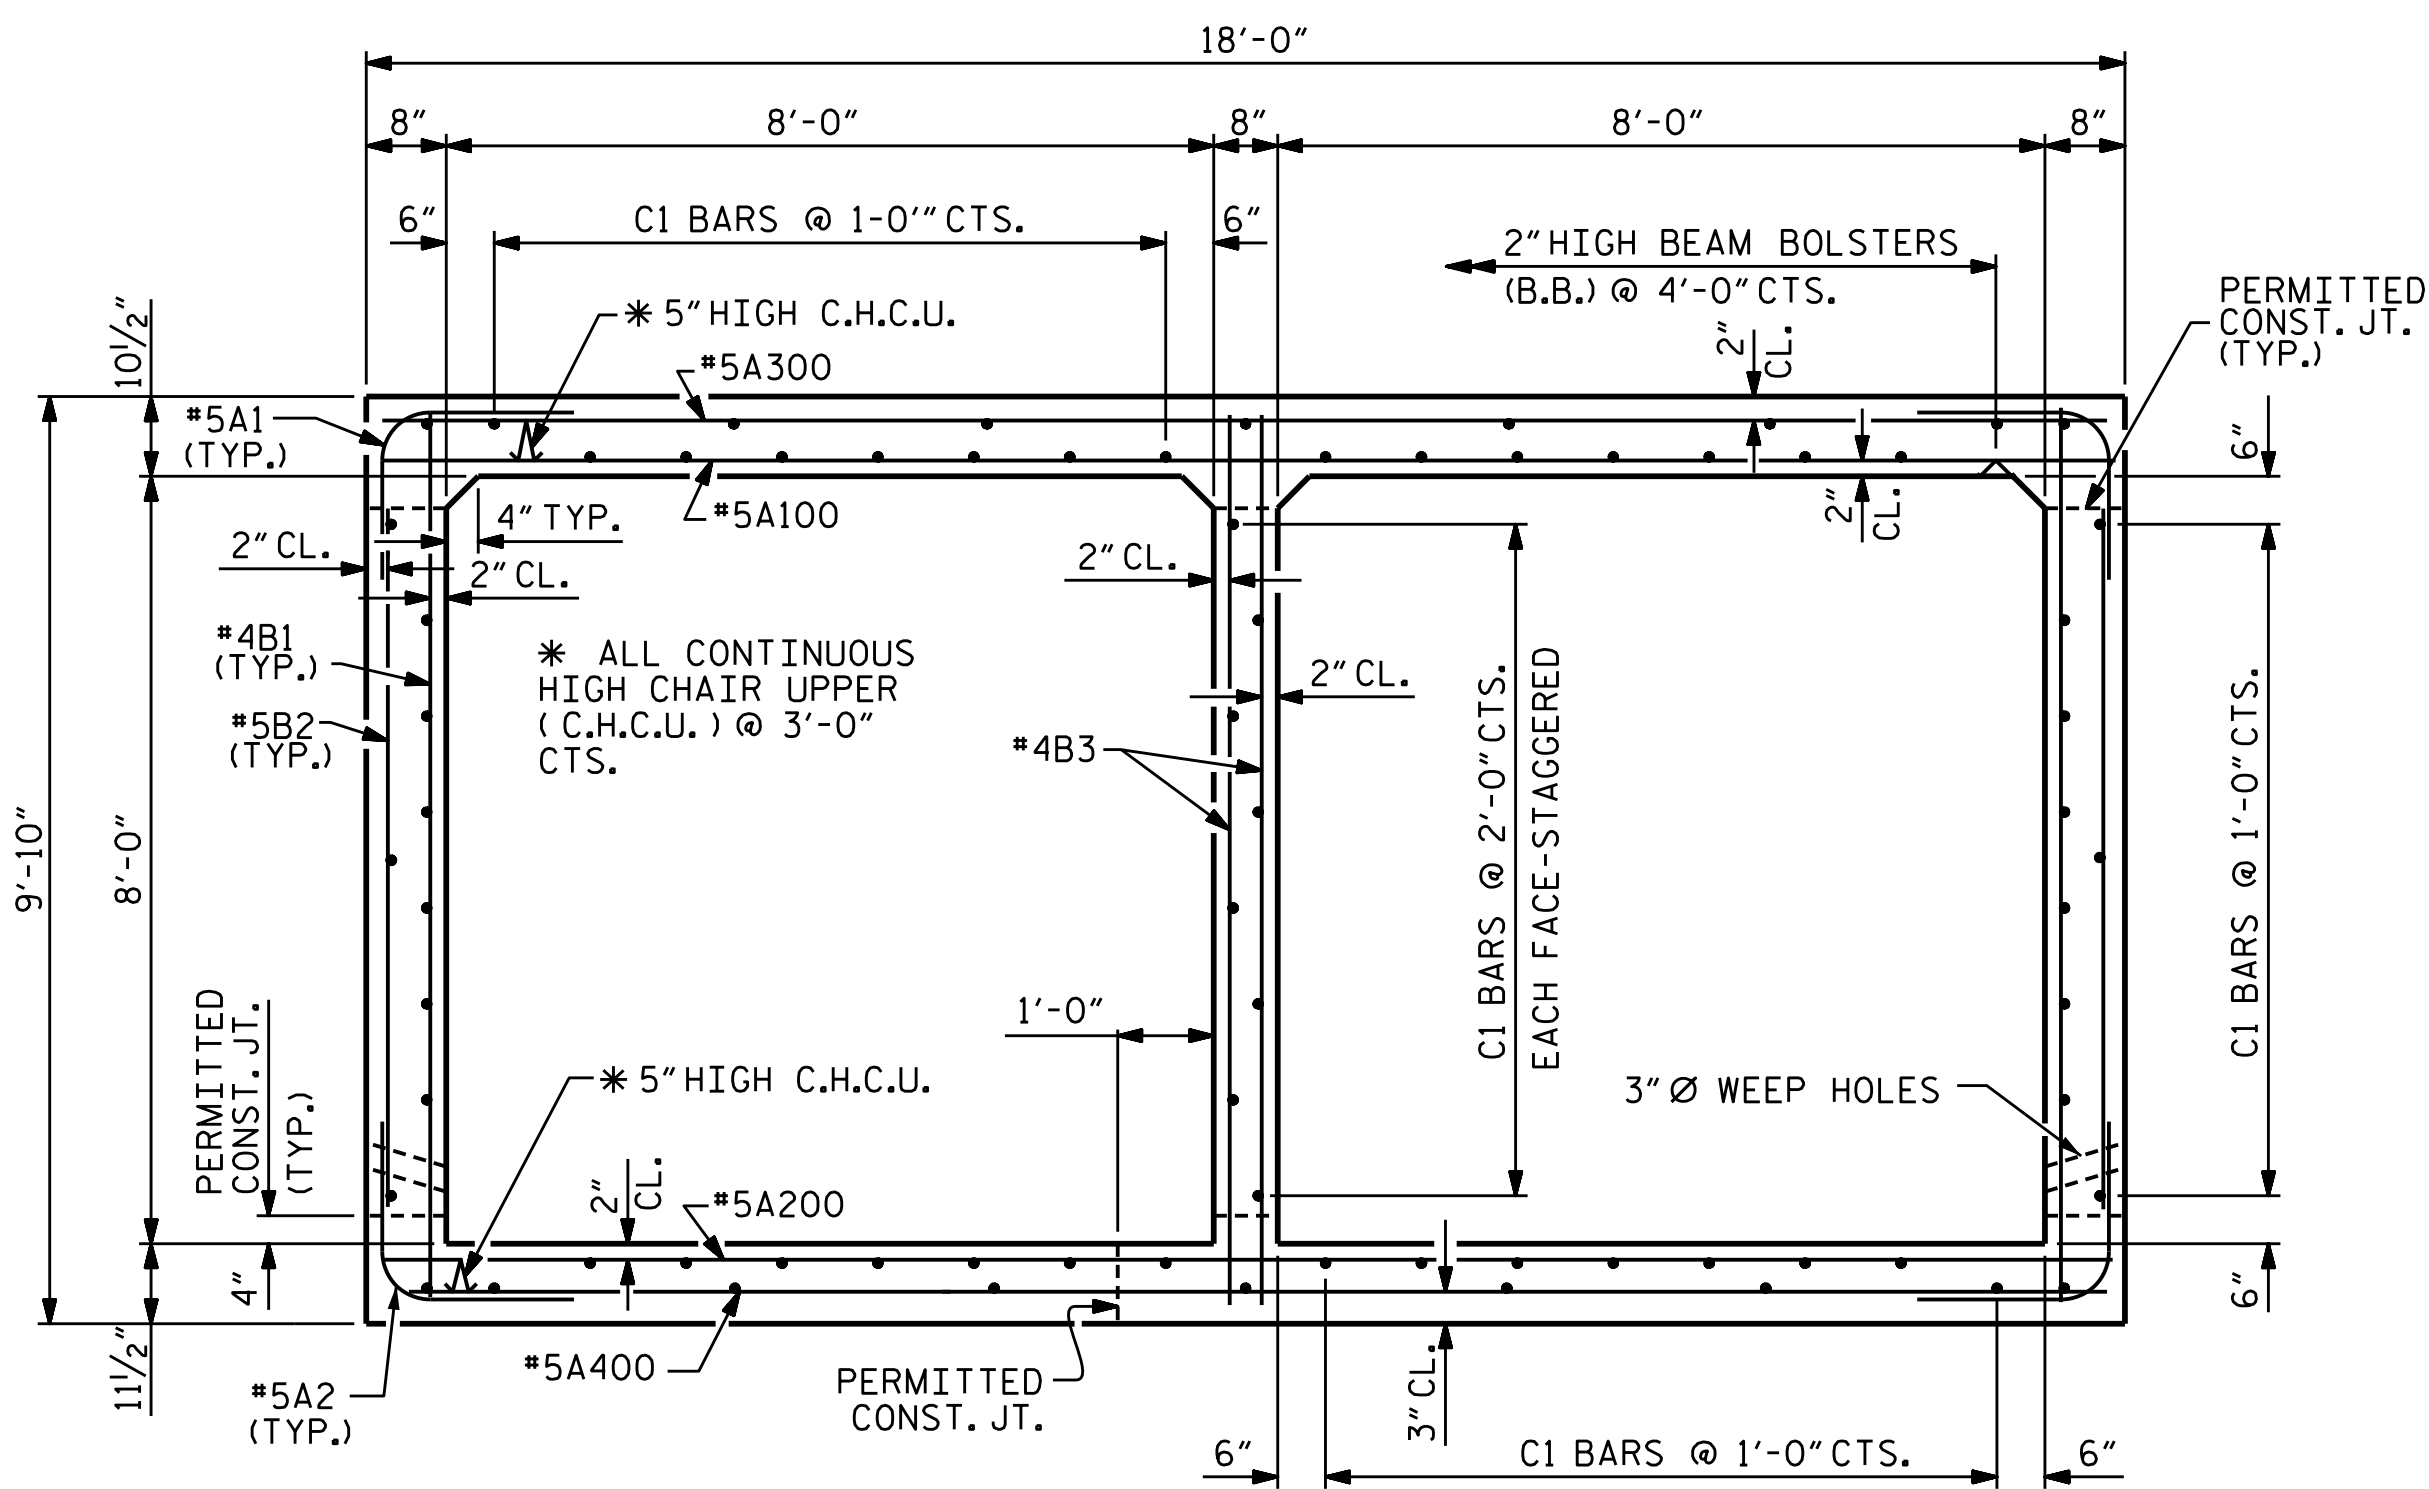 18'-0"
8" 8'-0" 8" 8'-0" 8"
6" C1 BARS @ 1-0'" CTS. 6"
2" HIGH BEAM BOLSTERS
(B.B.) @ 4'-0" CTS.
PERMITTED
CONST. JT.
(TYP.)
* 5" HIGH C.H.C.U.
#5A300
2"
CL.
10 1/2"
#5A1
(TYP.)
6"
#5A100
4" TYP.
2"
CL.
2" CL.
2" CL.
2" CL.
#4B1
(TYP.)
* ALL CONTINUOUS
HIGH CHAIR UPPER
( C.H.C.U. ) @ 3'-0"
CTS.
2" CL.
#5B2
(TYP.)
#4B3
9'-10"
8'-0"
C1 BARS @ 2'-0" CTS.
EACH FACE-STAGGERED
C1 BARS @ 1'-0" CTS.
1'-0"
PERMITTED
CONST. JT.
(TYP.)
* 5" HIGH C.H.C.U.
3" Ø WEEP HOLES
2"
CL.
#5A200
4"
6"
11 1/2"
#5A400
#5A2
(TYP.)
PERMITTED
CONST. JT.
3" CL.
6" C1 BARS @ 1'-0" CTS. 6"